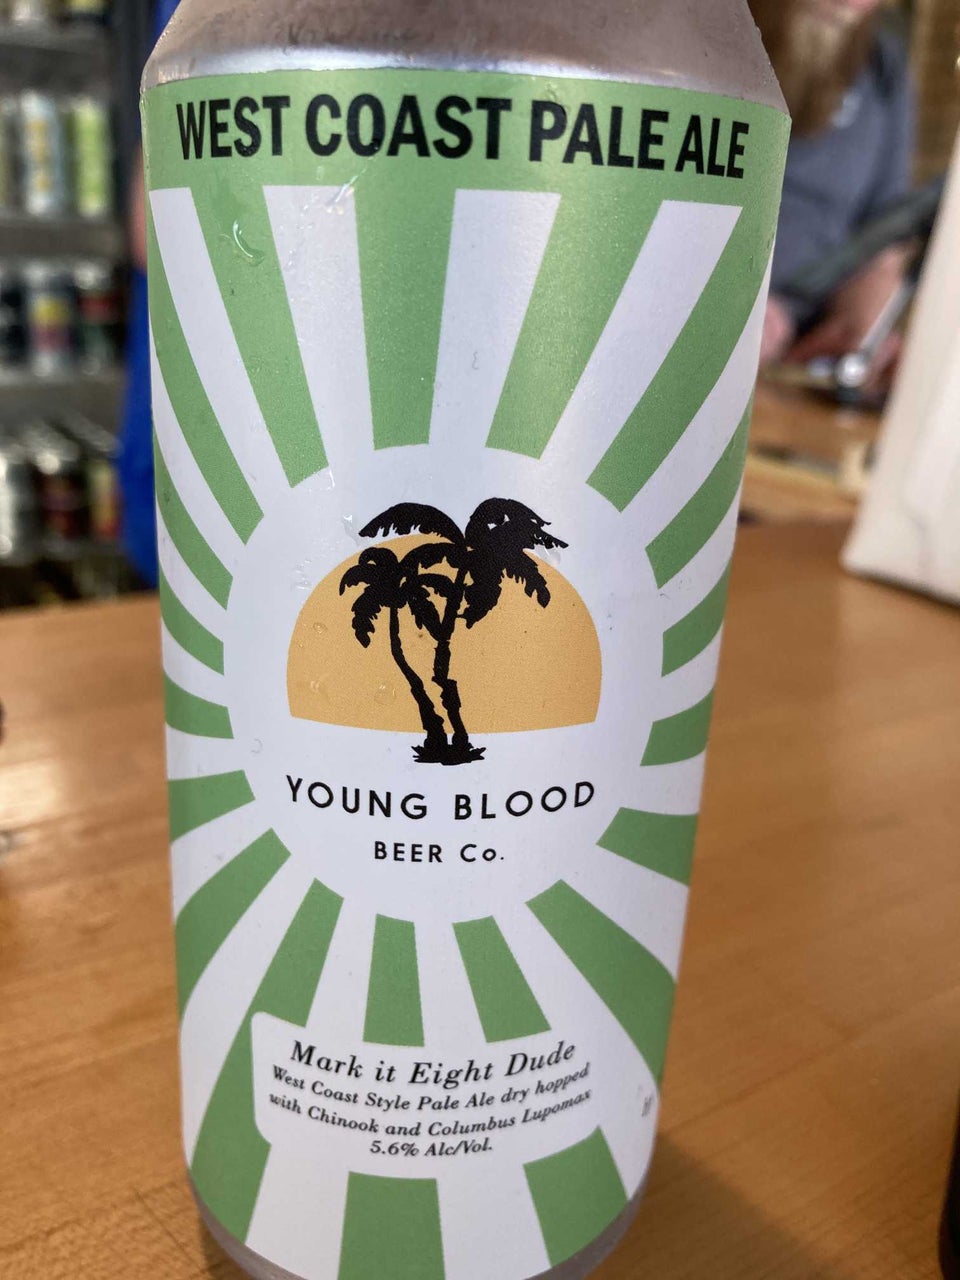 WEST COAST PALE ALE
YOUNG BLOOD
BEER Co.
Mark it Eight Dude
West Coast Style Pale Ale dry hopped
with Chinook and Columbus Lupomax
5.6% Alc/Vol.